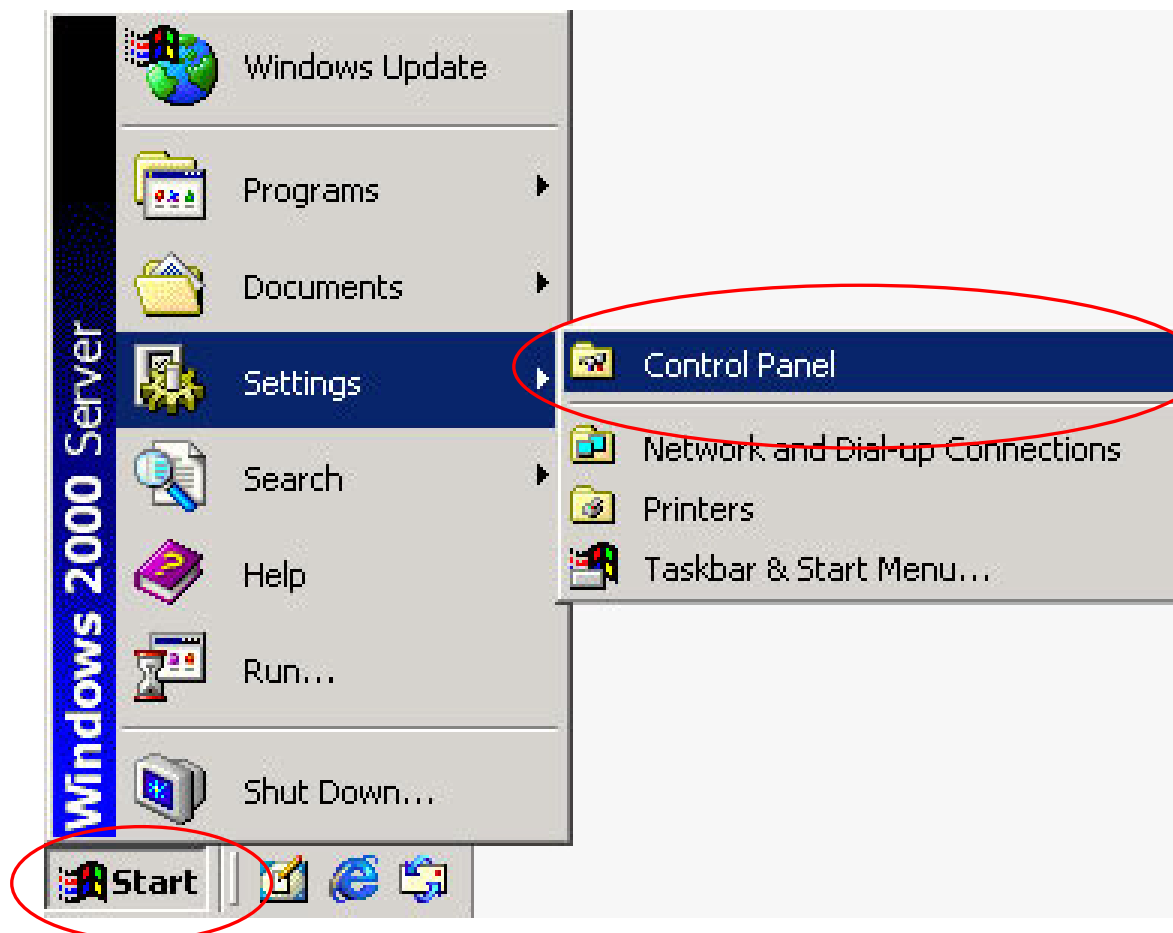 Windows Update
Programs
Documents
Settings
Search
Help
Run...
Shut Down...
Windows 2000 Server
Control Panel
Network and Dial-up Connections
Printers
Taskbar & Start Menu...
Start